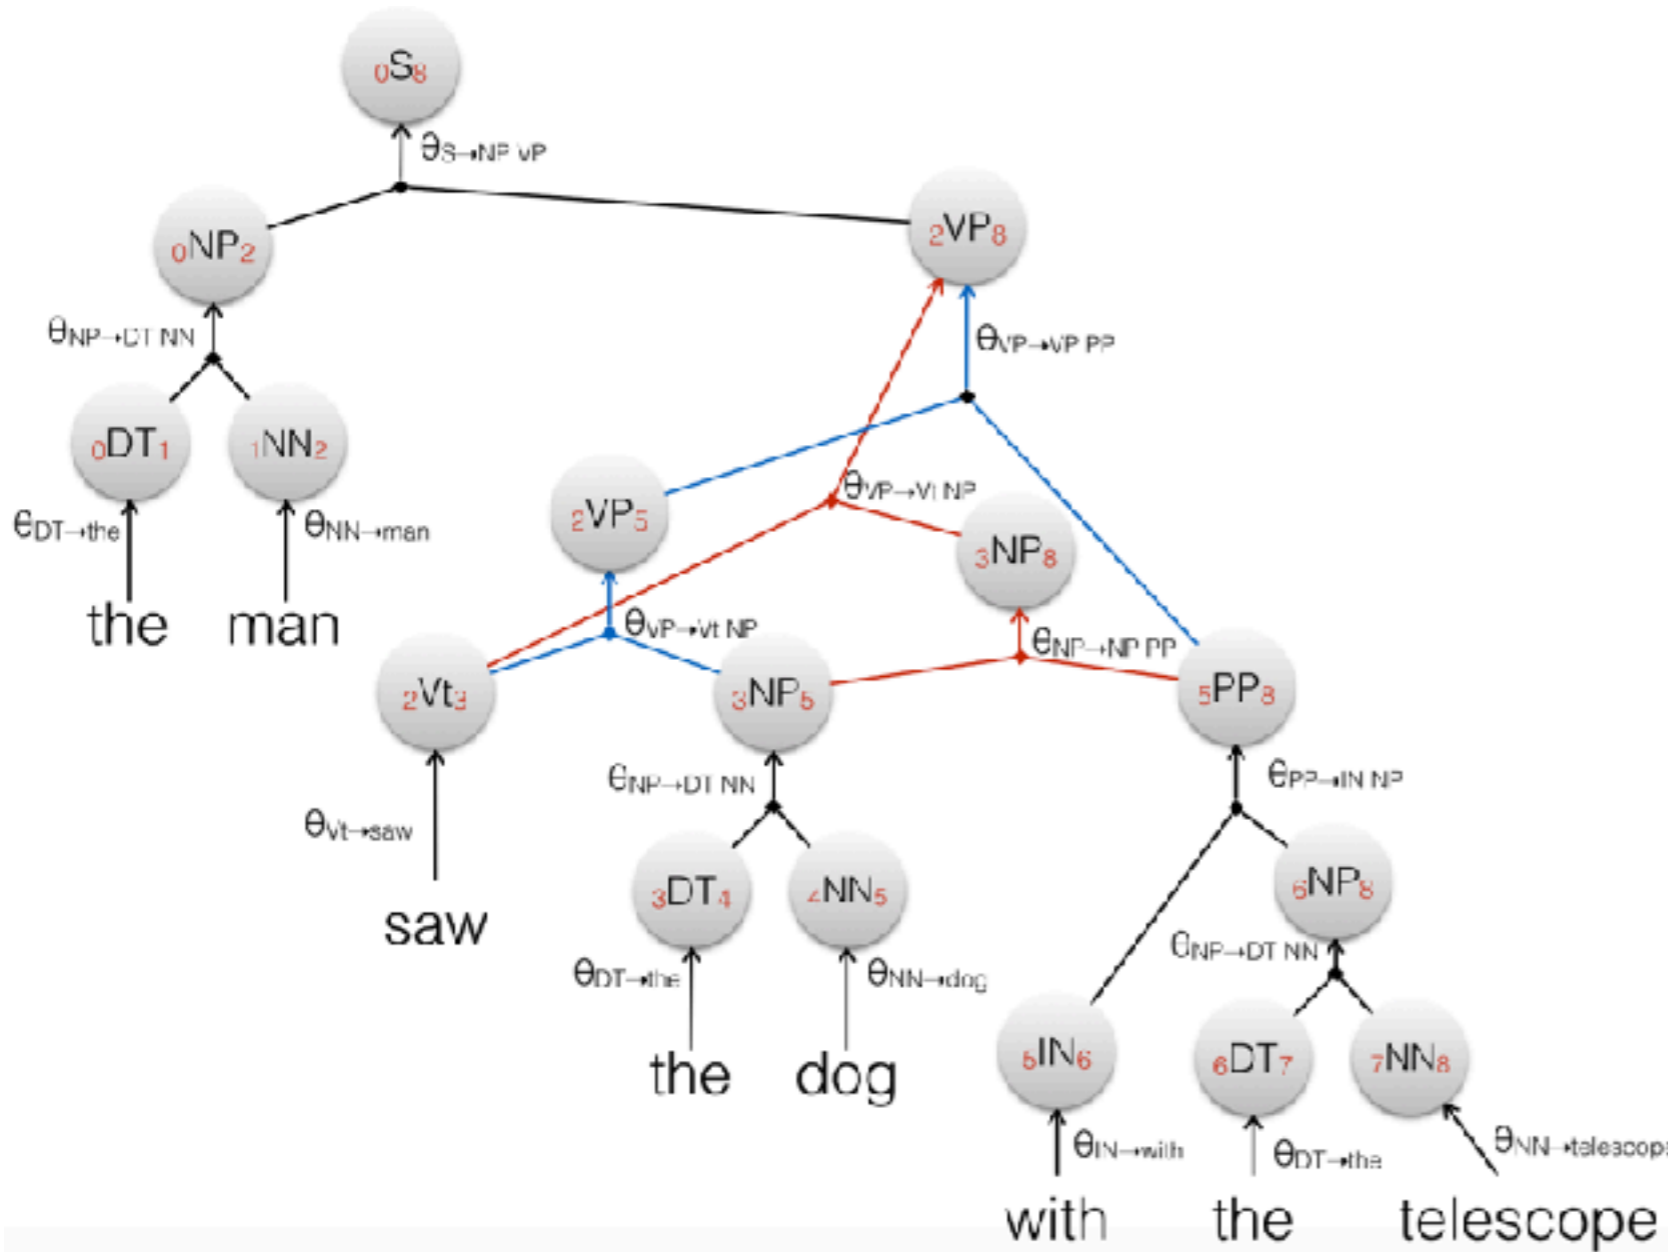 0S8
θS→NP VP
0NP2
2VP8
θNP→DT NN
θVP→VP PP
0DT1
1NN2
θVP→Vt NP
2VP5
3NP8
θDT→the
θNN→man
the man
θVP→Vt NP
θNP→NP PP
2Vt3
3NP5
5PP8
θNP→DT NN
θPP→IN NP
θVt→saw
3DT4
4NN5
6NP8
saw
θNP→DT NN
θDT→the
θNN→dog
5IN6
6DT7
7NN8
the dog
θIN→with
θDT→the
θNN→telescope
with the telescope